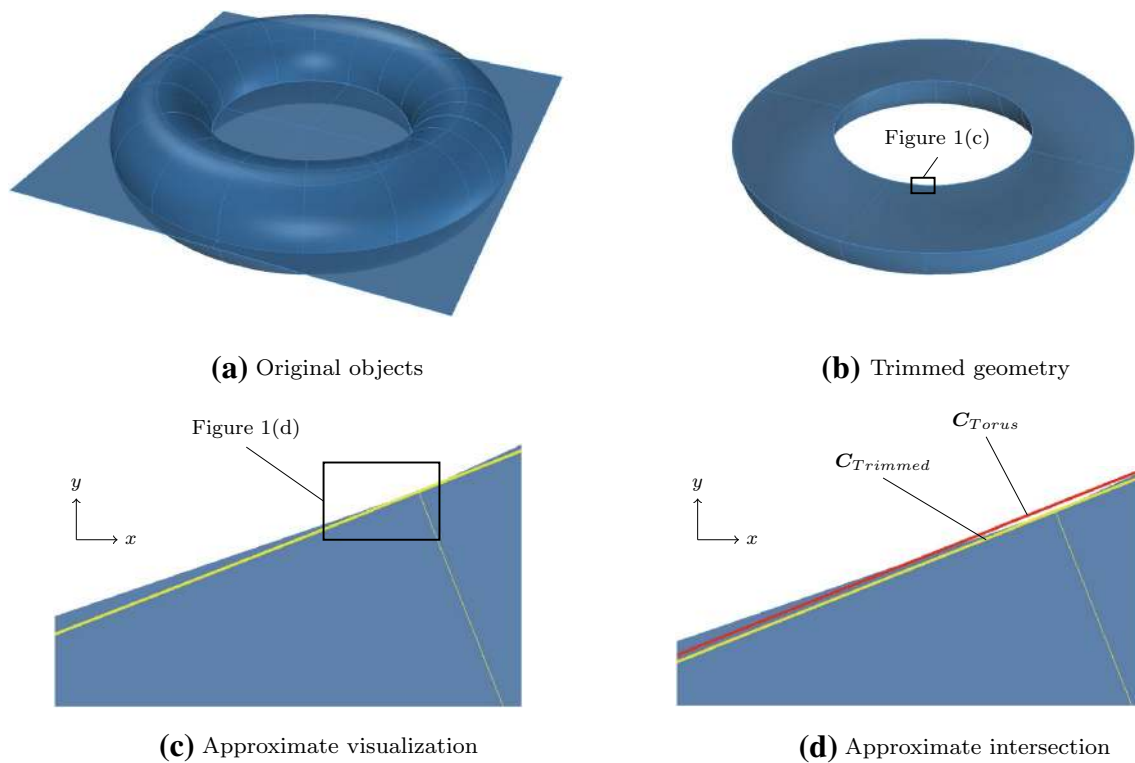 Figure 1(c)
(a) Original objects
(b) Trimmed geometry
Figure 1(d)
y
x
C_Torus
C_Trimmed
y
x
(c) Approximate visualization
(d) Approximate intersection